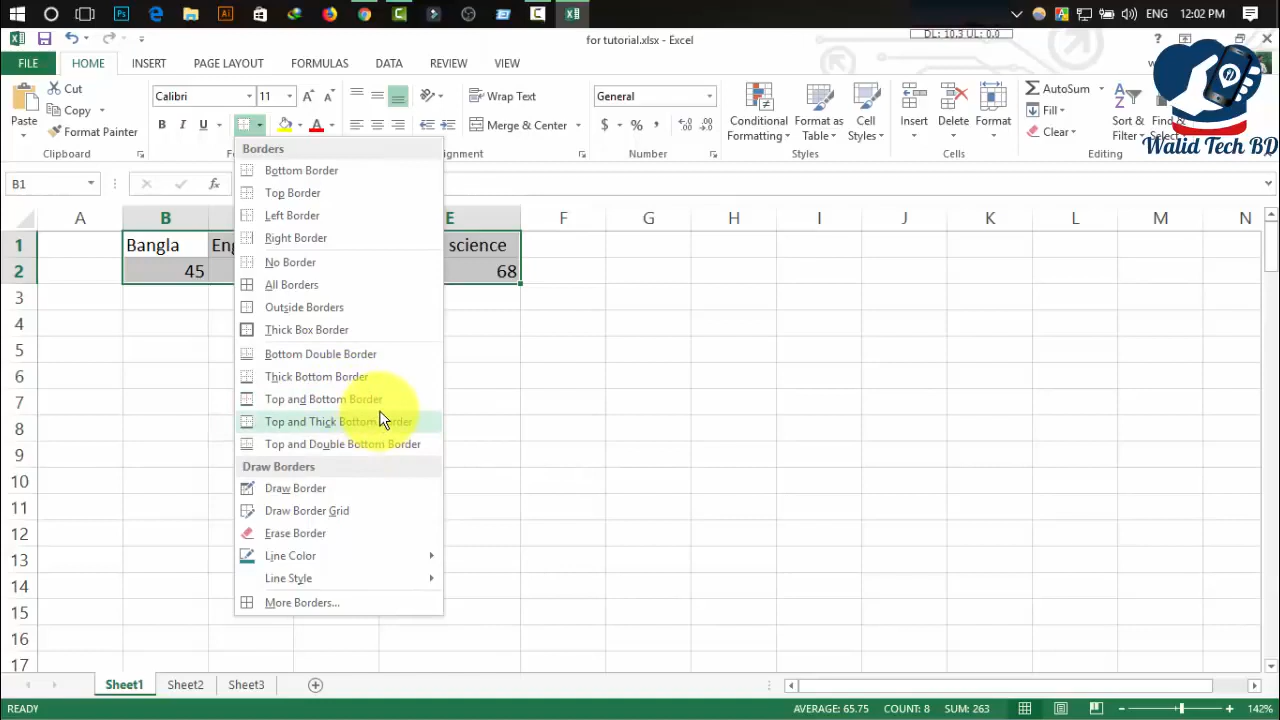 ENG 12:02 PM
for tutorial.xlsx - Excel
DL: 10.3 UL: 0.0
FILE HOME INSERT PAGE LAYOUT FORMULAS DATA REVIEW VIEW
Cut
Copy
Format Painter
Paste
Clipboard
Calibri 11
B I U
Wrap Text
Merge & Center
lignment
General
$ % ,
Number
Conditional Formatting
Format as Table
Cell Styles
Styles
Insert Delete Format
Cells
AutoSum
Fill
Clear
Sort & Filter
Editing
Walid Tech BD
B1
fx
A B E F G H I J K L M N
1 Bangla Eng science
2 45 68
3
4
5
6
7
8
9
10
11
12
13
14
15
16
17
Borders
Bottom Border
Top Border
Left Border
Right Border
No Border
All Borders
Outside Borders
Thick Box Border
Bottom Double Border
Thick Bottom Border
Top and Bottom Border
Top and Thick Bottom Border
Top and Double Bottom Border
Draw Borders
Draw Border
Draw Border Grid
Erase Border
Line Color
Line Style
More Borders...
Sheet1 Sheet2 Sheet3
READY AVERAGE: 65.75 COUNT: 8 SUM: 263 142%